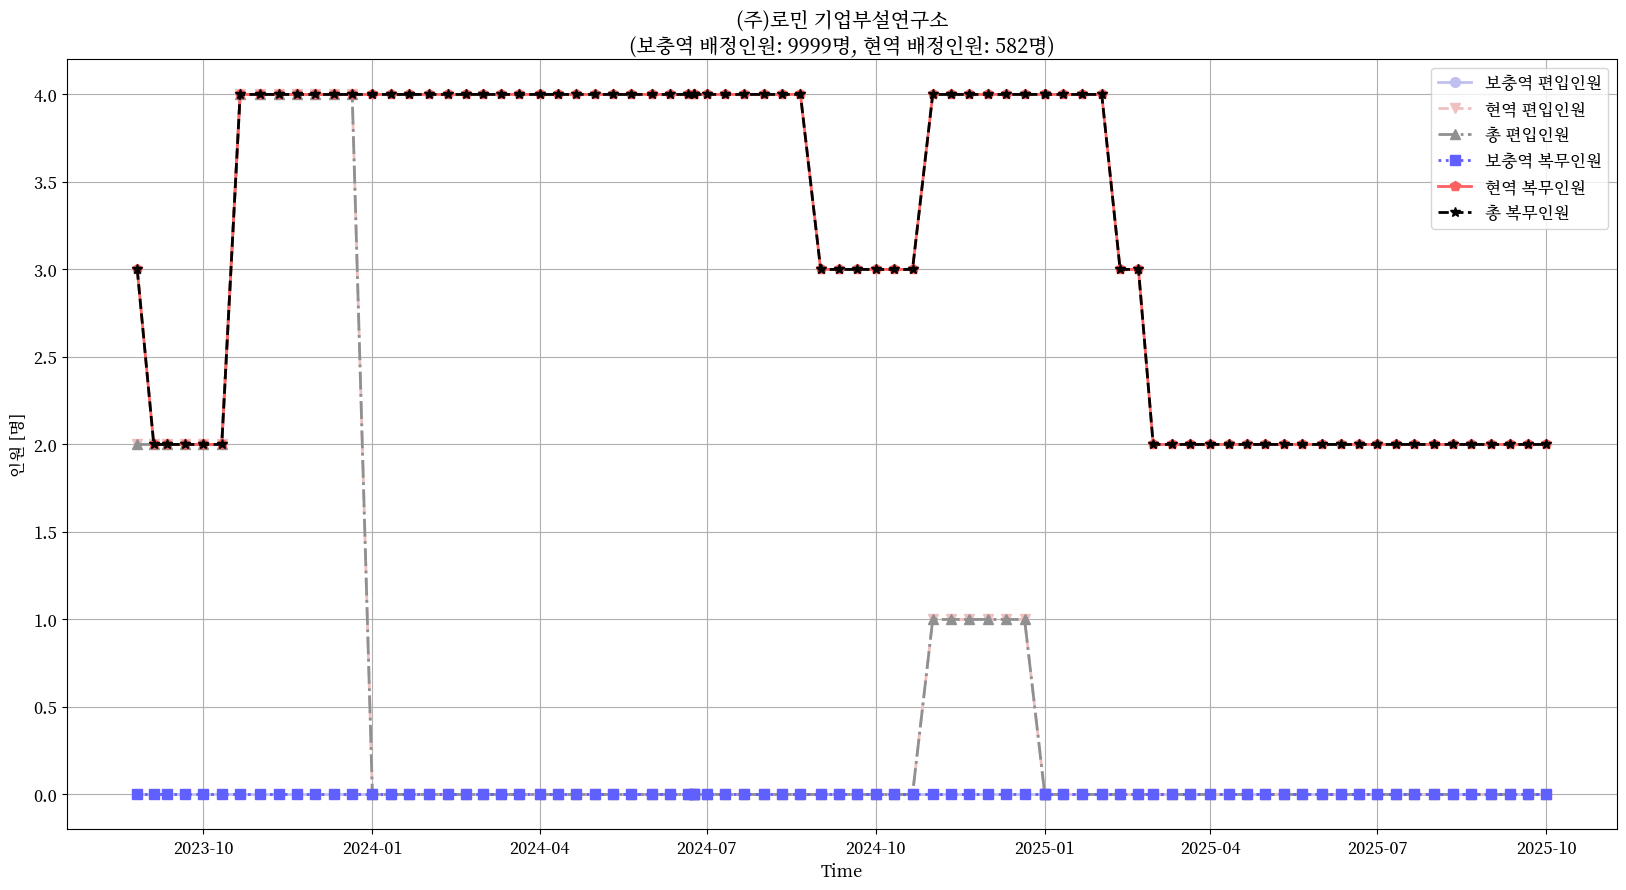 (주)로민 기업부설연구소
(보충역 배정인원: 9999명, 현역 배정인원: 582명)
4.0
3.5
3.0
2.5
2.0
1.5
1.0
0.5
0.0
인원 [명]
보충역 편입인원
현역 편입인원
총 편입인원
보충역 복무인원
현역 복무인원
총 복무인원
2023-10 2024-01 2024-04 2024-07 2024-10 2025-01 2025-04 2025-07 2025-10
Time